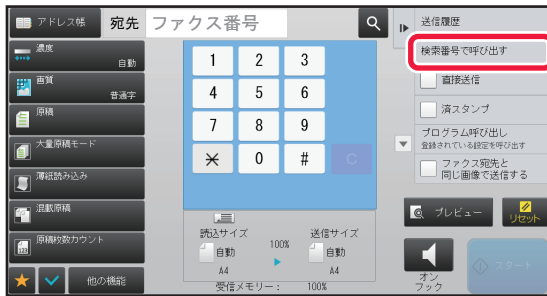 アドレス帳
宛先
ファクス番号
濃度
自動
画質
普通字
原稿
大量原稿モード
薄紙読み込み
混載原稿
原稿枚数カウント
他の機能
1 2 3
4 5 6
7 8 9
＊ 0 # C
読込サイズ
自動
A4
100%
送信サイズ
自動
A4
受信メモリー： 100%
送信履歴
検索番号で呼び出す
直接送信
済スタンプ
プログラム呼び出し
登録されている設定を呼び出す
ファクス宛先と
同じ画像で送信する
プレビュー
リセット
オン
フック
スタート